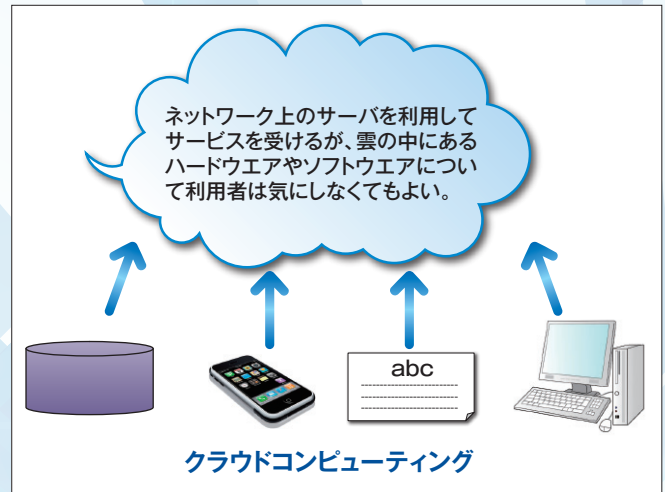 ネットワーク上のサーバを利用して
サービスを受けるが、雲の中にある
ハードウエアやソフトウエアについ
て利用者は気にしなくてもよい。
abc
クラウドコンピューティング